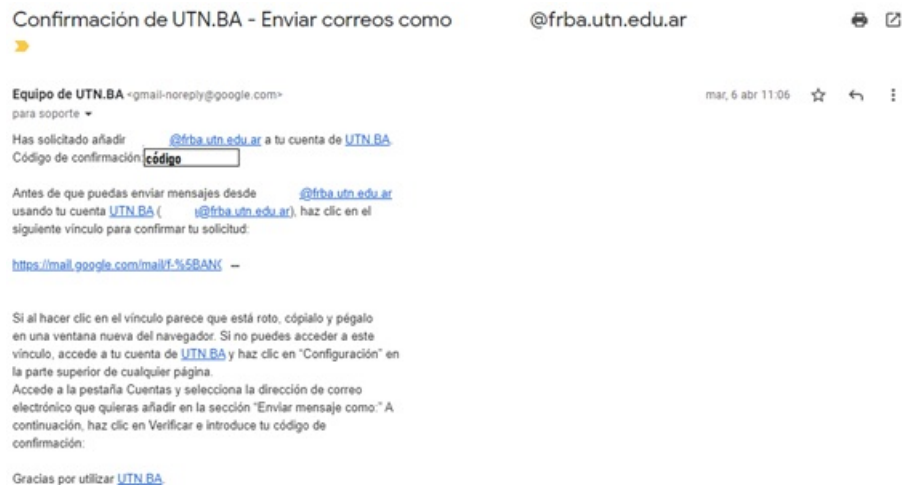 Confirmación de UTN.BA - Enviar correos como @frba.utn.edu.ar
Equipo de UTN.BA <gmail-noreply@google.com>
mar, 6 abr 11:06
para soporte
Has solicitado añadir @frba.utn.edu.ar a tu cuenta de UTN.BA.
Código de confirmación: código
Antes de que puedas enviar mensajes desde @frba.utn.edu.ar
usando tu cuenta UTN.BA ( @frba.utn.edu.ar), haz clic en el
siguiente vínculo para confirmar tu solicitud:
https://mail.google.com/mail/f-%5BAN
Si al hacer clic en el vínculo parece que está roto, cópialo y pégalo
en una ventana nueva del navegador. Si no puedes acceder a este
vínculo, accede a tu cuenta de UTN.BA y haz clic en "Configuración" en
la parte superior de cualquier página.
Accede a la pestaña Cuentas y selecciona la dirección de correo
electrónico que quieras añadir en la sección "Enviar mensaje como:" A
continuación, haz clic en Verificar e introduce tu código de
confirmación:
Gracias por utilizar UTN.BA.